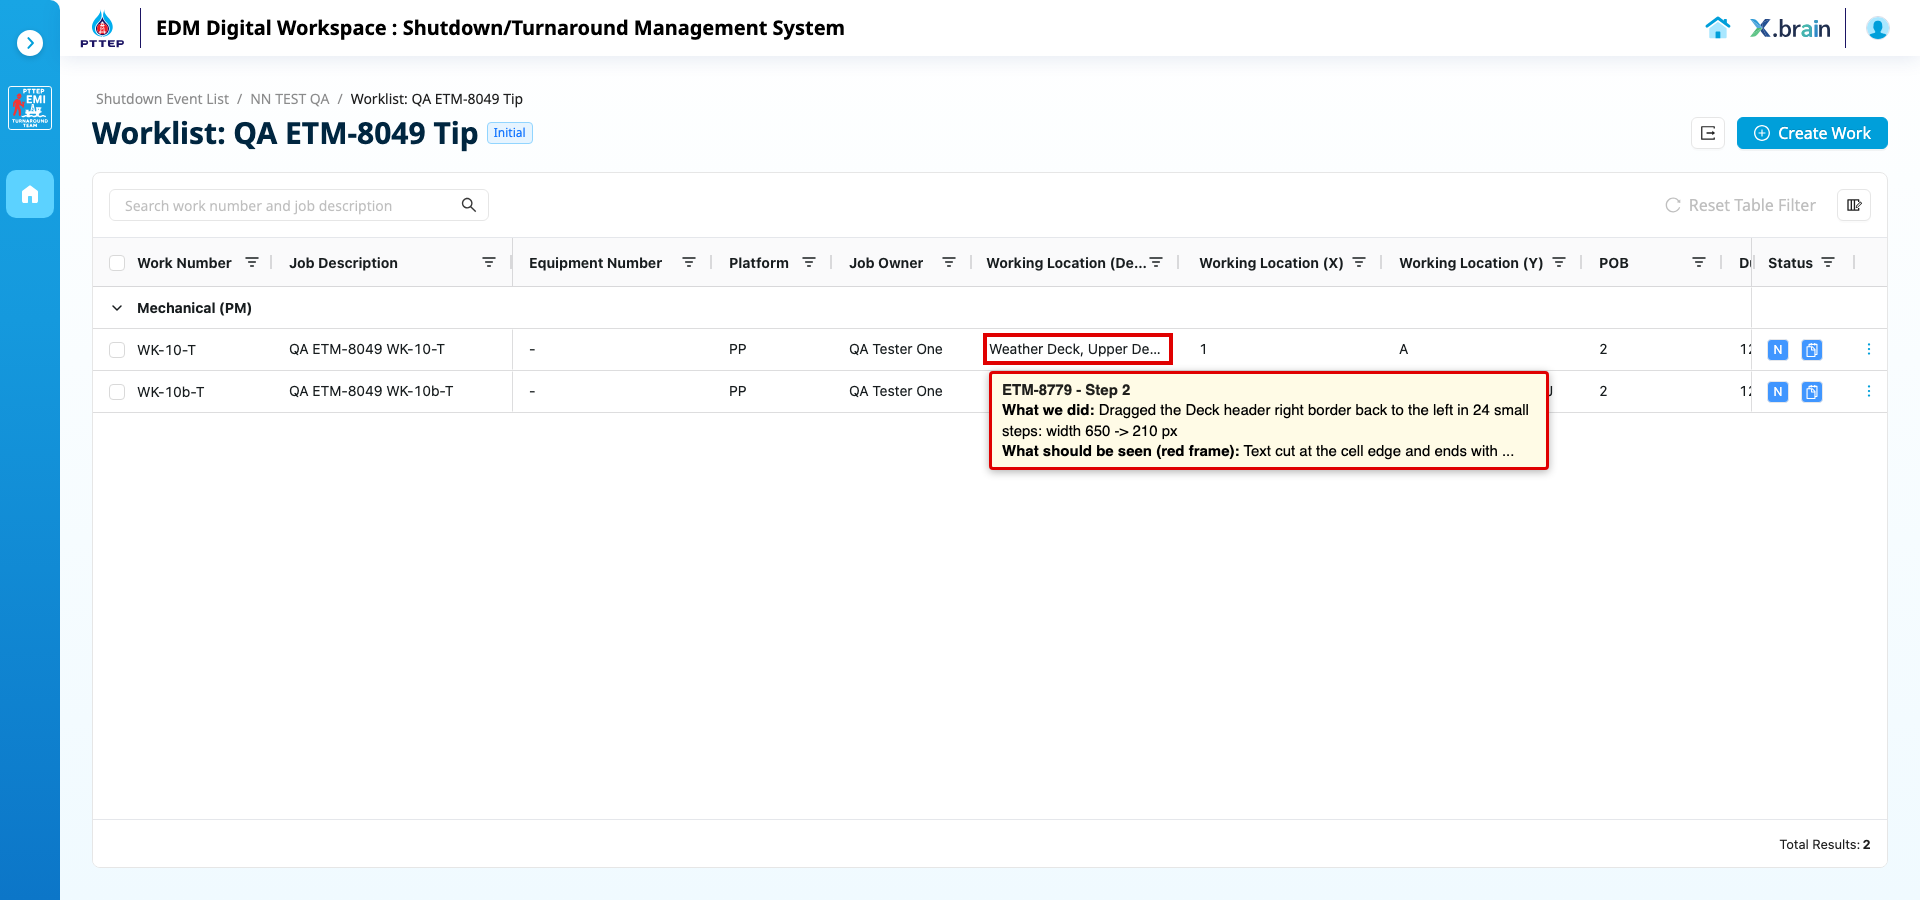 PTTEP
EDM Digital Workspace : Shutdown/Turnaround Management System
X.brain
PTTEP
EMI
TURNAROUND
TEAM
Shutdown Event List / NN TEST QA / Worklist: QA ETM-8049 Tip
Worklist: QA ETM-8049 Tip Initial
Create Work
Search work number and job description
Reset Table Filter
Work Number Job Description Equipment Number Platform Job Owner Working Location (De... Working Location (X) Working Location (Y) POB Status
Mechanical (PM)
WK-10-T QA ETM-8049 WK-10-T - PP QA Tester One Weather Deck, Upper De... 1 A 2 N
WK-10b-T QA ETM-8049 WK-10b-T - PP QA Tester One 2 N
ETM-8779 - Step 2
What we did: Dragged the Deck header right border back to the left in 24 small
steps: width 650 -> 210 px
What should be seen (red frame): Text cut at the cell edge and ends with ...
Total Results: 2